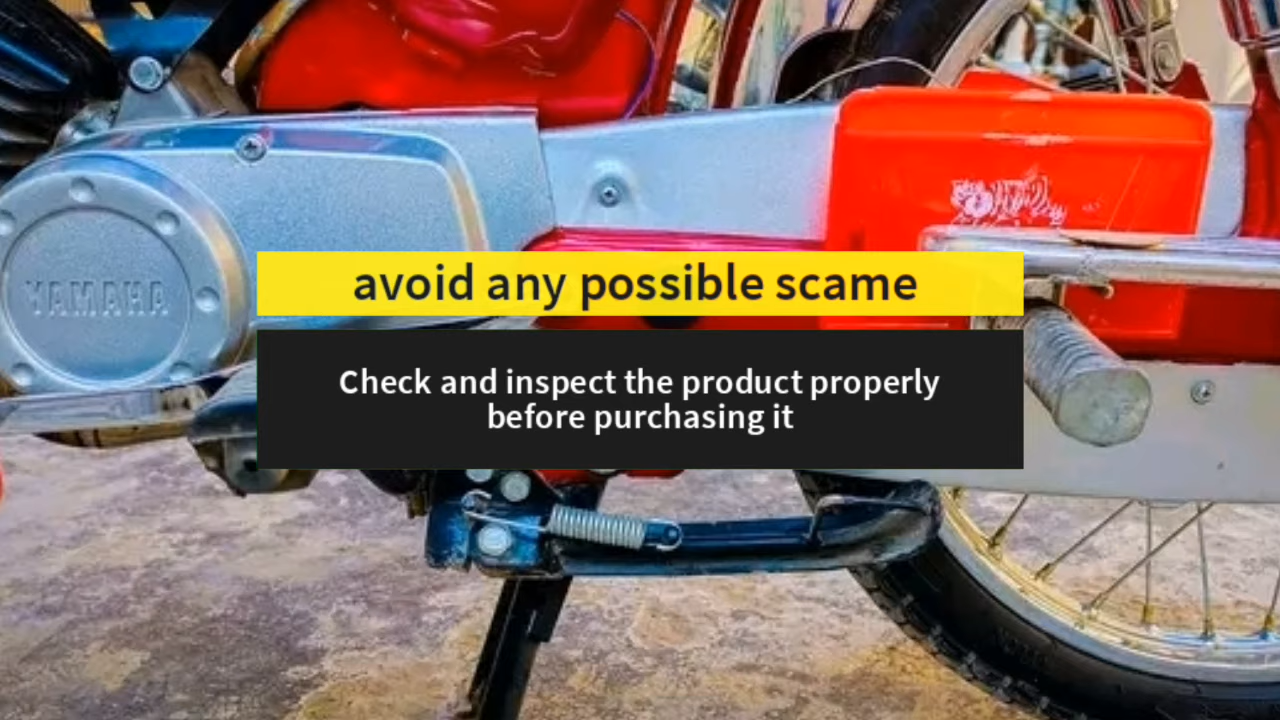 YAMAHA
avoid any possible scame
Check and inspect the product properly
before purchasing it